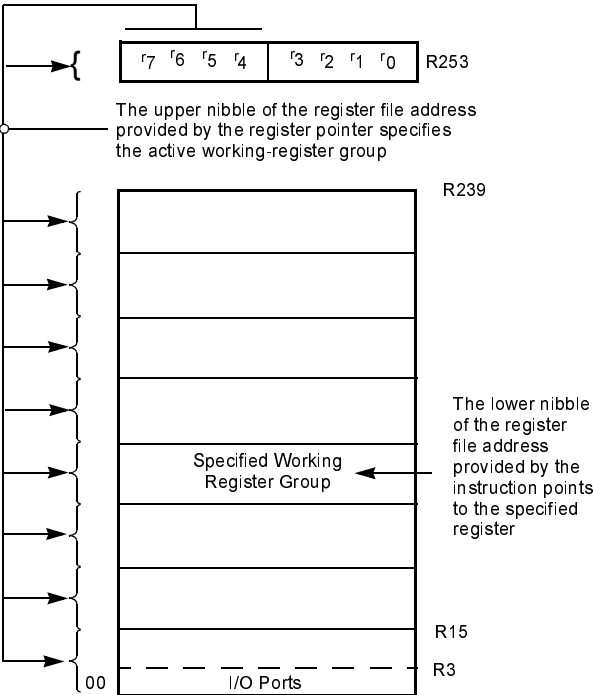 r7 r6 r5 r4 r3 r2 r1 r0 R253
The upper nibble of the register file address
provided by the register pointer specifies
the active working-register group
R239
The lower nibble
of the register
file address
provided by the
instruction points
to the specified
register
Specified Working
Register Group
R15
R3
00 I/O Ports